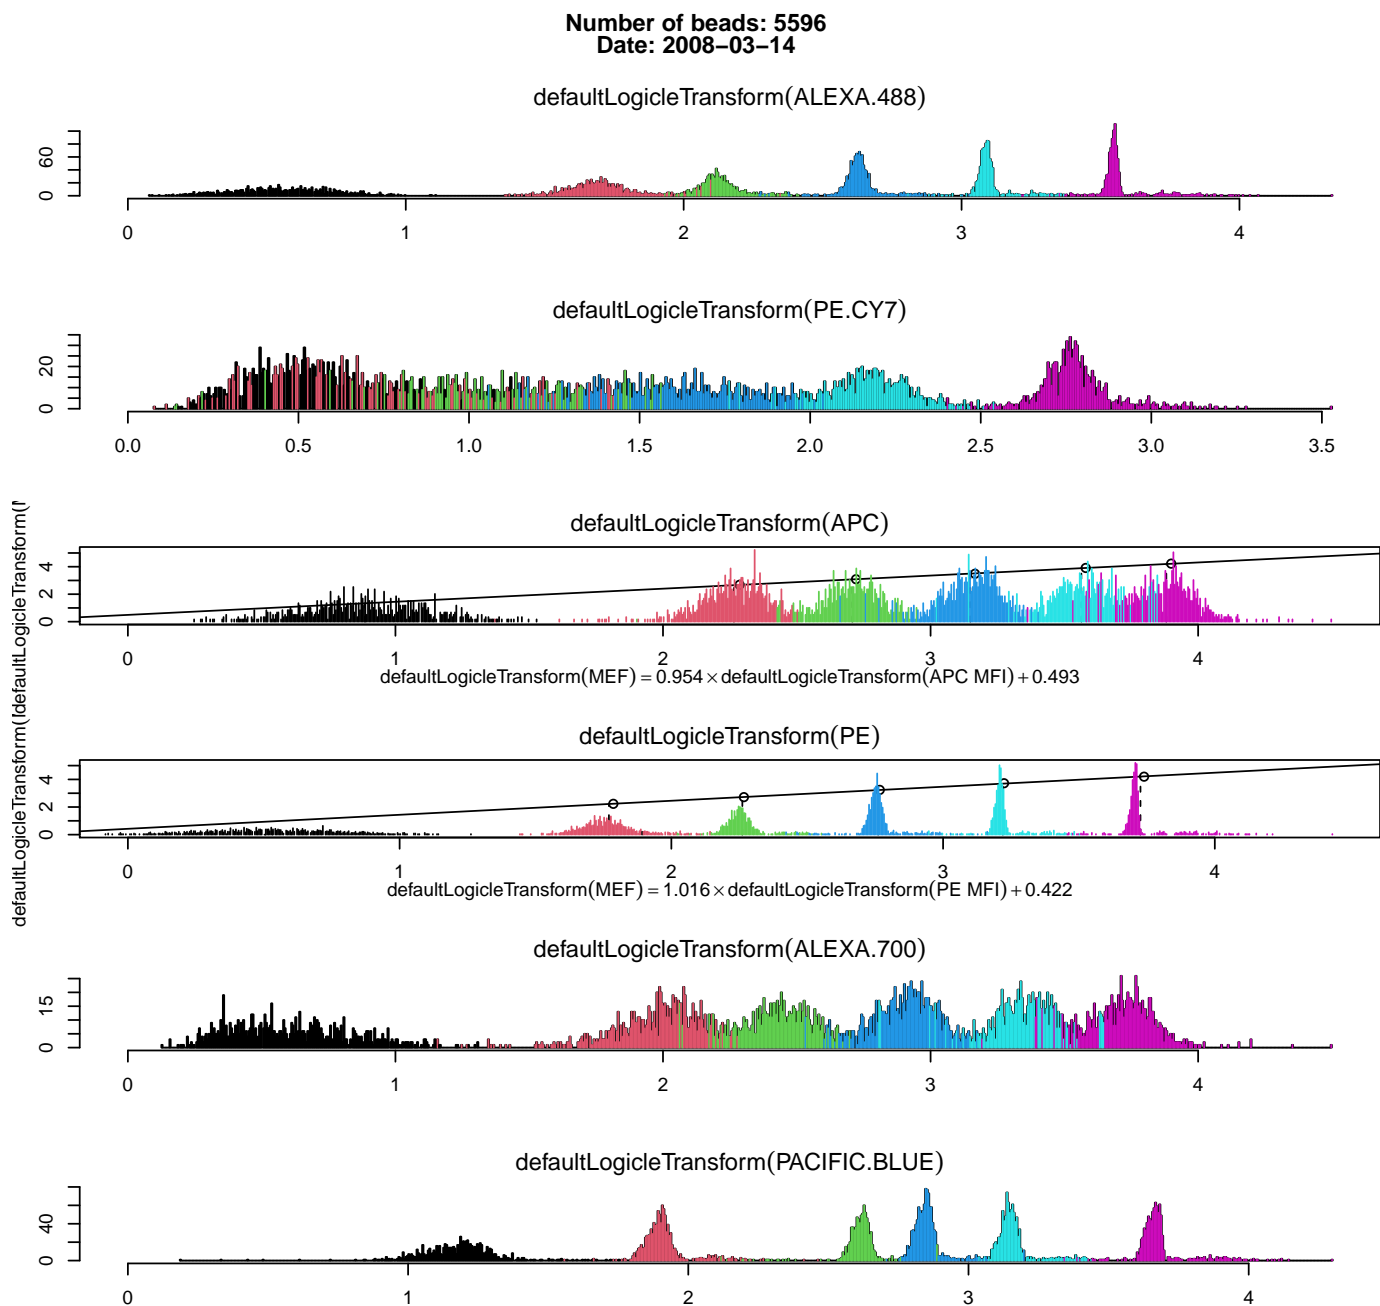 Number of beads: 5596
Date: 2008−03−14
defaultLogicleTransform(ALEXA.488)
0 60
0 1 2 3 4
defaultLogicleTransform(PE.CY7)
0 20
0.0 0.5 1.0 1.5 2.0 2.5 3.0 3.5
defaultLogicleTransform(APC)
0 2 4
0 1 2 3 4
defaultLogicleTransform(MEF) = 0.954 × defaultLogicleTransform(APC MFI) + 0.493
defaultLogicleTransform(PE)
0 2 4
0 1 2 3 4
defaultLogicleTransform(MEF) = 1.016 × defaultLogicleTransform(PE MFI) + 0.422
defaultLogicleTransform(ALEXA.700)
0 15
0 1 2 3 4
defaultLogicleTransform(PACIFIC.BLUE)
0 40
0 1 2 3 4
defaultLogicleTransform(
defaultLogicleTransform(